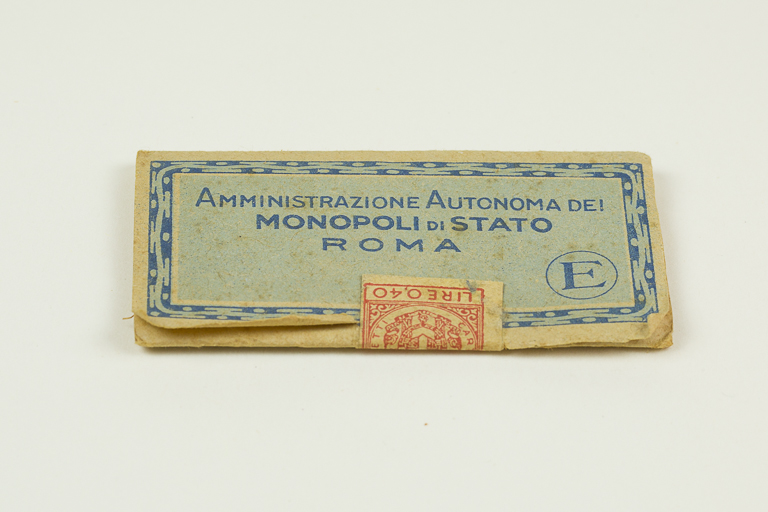 AMMINISTRAZIONE AUTONOMA DEI
MONOPOLI DI STATO
ROMA
E
LIRE 0,40